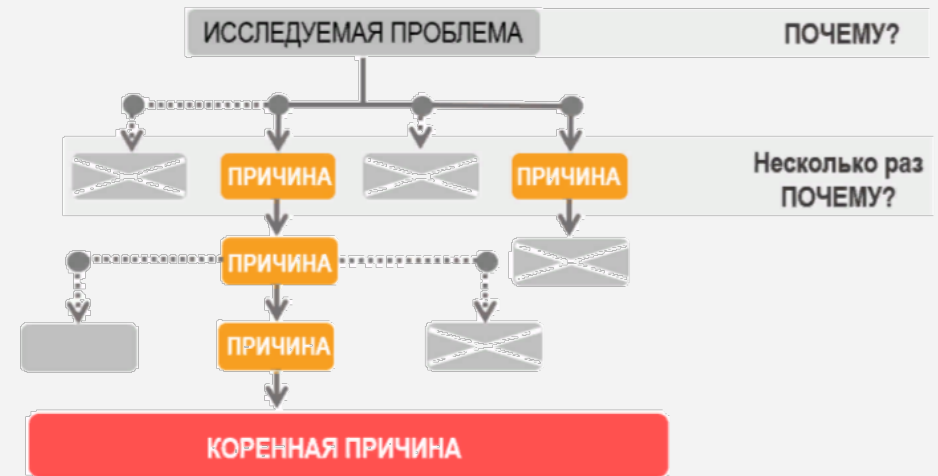 ИССЛЕДУЕМАЯ ПРОБЛЕМА
ПОЧЕМУ?
ПРИЧИНА
ПРИЧИНА
Несколько раз
ПОЧЕМУ?
ПРИЧИНА
ПРИЧИНА
КОРЕННАЯ ПРИЧИНА